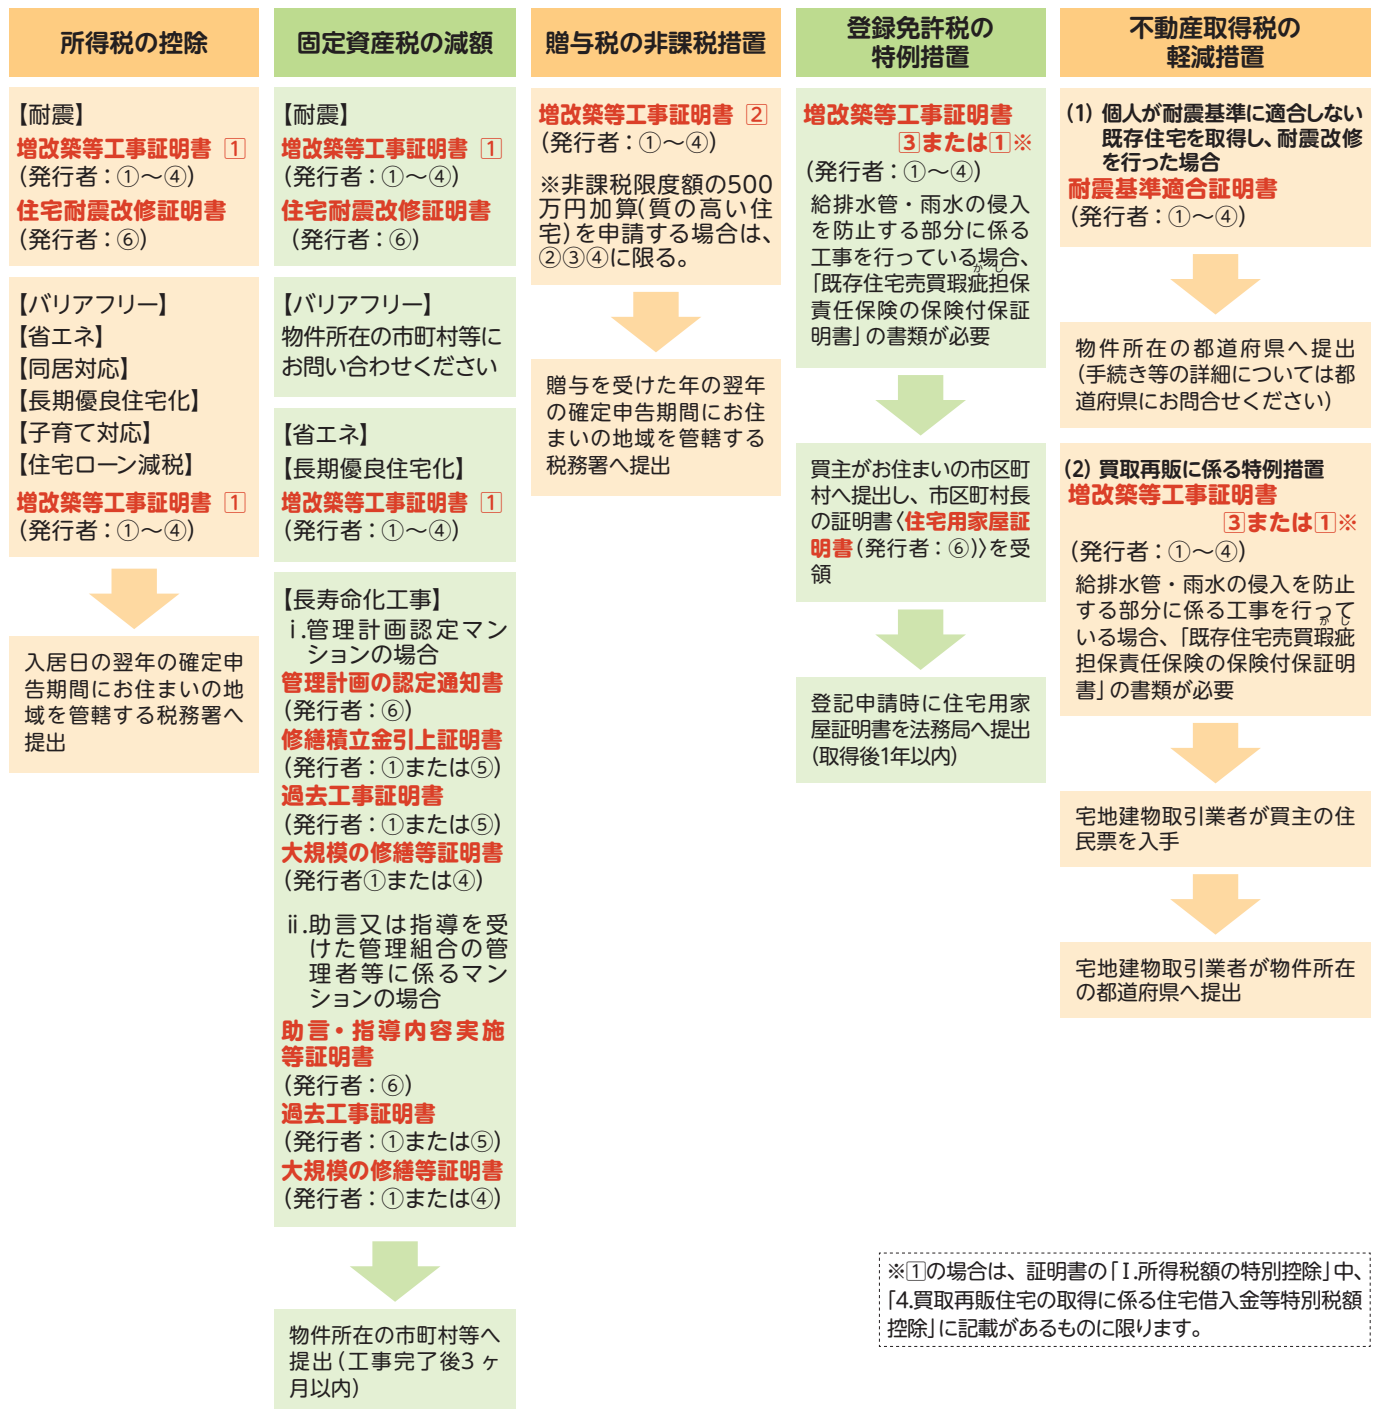 所得税の控除
【耐震】
増改築等工事証明書 1
(発行者：①〜④)
住宅耐震改修証明書
(発行者：⑥)
【バリアフリー】
【省エネ】
【同居対応】
【長期優良住宅化】
【子育て対応】
【住宅ローン減税】
増改築等工事証明書 1
(発行者：①〜④)
入居日の翌年の確定申
告期間にお住まいの地
域を管轄する税務署へ
提出
固定資産税の減額
【耐震】
増改築等工事証明書 1
(発行者：①〜④)
住宅耐震改修証明書
(発行者：⑥)
【バリアフリー】
物件所在の市町村等に
お問い合わせください
【省エネ】
【長期優良住宅化】
増改築等工事証明書 1
(発行者：①〜④)
【長寿命化工事】
ⅰ.管理計画認定マン
ションの場合
管理計画の認定通知書
(発行者：⑥)
修繕積立金引上証明書
(発行者：①または⑤)
過去工事証明書
(発行者：①または⑤)
大規模の修繕等証明書
(発行者①または④)
ⅱ.助言又は指導を受
けた管理組合の管
理者等に係るマン
ションの場合
助言・指導内容実施
等証明書
(発行者：⑥)
過去工事証明書
(発行者：①または⑤)
大規模の修繕等証明書
(発行者：①または④)
物件所在の市町村等へ
提出(工事完了後3ヶ
月以内)
贈与税の非課税措置
増改築等工事証明書 2
(発行者：①〜④)
※非課税限度額の500
万円加算(質の高い住
宅)を申請する場合は、
②③④に限る。
贈与を受けた年の翌年
の確定申告期間にお住
まいの地域を管轄する
税務署へ提出
登録免許税の
特例措置
増改築等工事証明書
3または1※
(発行者：①〜④)
給排水管・雨水の侵入
を防止する部分に係る
工事を行っている場合、
かし
「既存住宅売買瑕疵担保
責任保険の保険付保証
明書」の書類が必要
買主がお住まいの市区町
村へ提出し、市区町村長
の証明書〈住宅用家屋証
明書(発行者：⑥)〉を受
領
登記申請時に住宅用家
屋証明書を法務局へ提出
(取得後1年以内)
不動産取得税の
軽減措置
(1) 個人が耐震基準に適合しない
既存住宅を取得し、耐震改修
を行った場合
耐震基準適合証明書
(発行者：①〜④)
物件所在の都道府県へ提出
(手続き等の詳細については都
道府県にお問合せください)
(2) 買取再販に係る特例措置
増改築等工事証明書
3または1※
(発行者：①〜④)
給排水管・雨水の侵入を防止
する部分に係る工事を行って
かし
いる場合、「既存住宅売買瑕疵
担保責任保険の保険付保証明
書」の書類が必要
宅地建物取引業者が買主の住
民票を入手
宅地建物取引業者が物件所在
の都道府県へ提出
※1の場合は、証明書の「Ⅰ.所得税額の特別控除」中、
「4.買取再販住宅の取得に係る住宅借入金等特別税額
控除」に記載があるものに限ります。